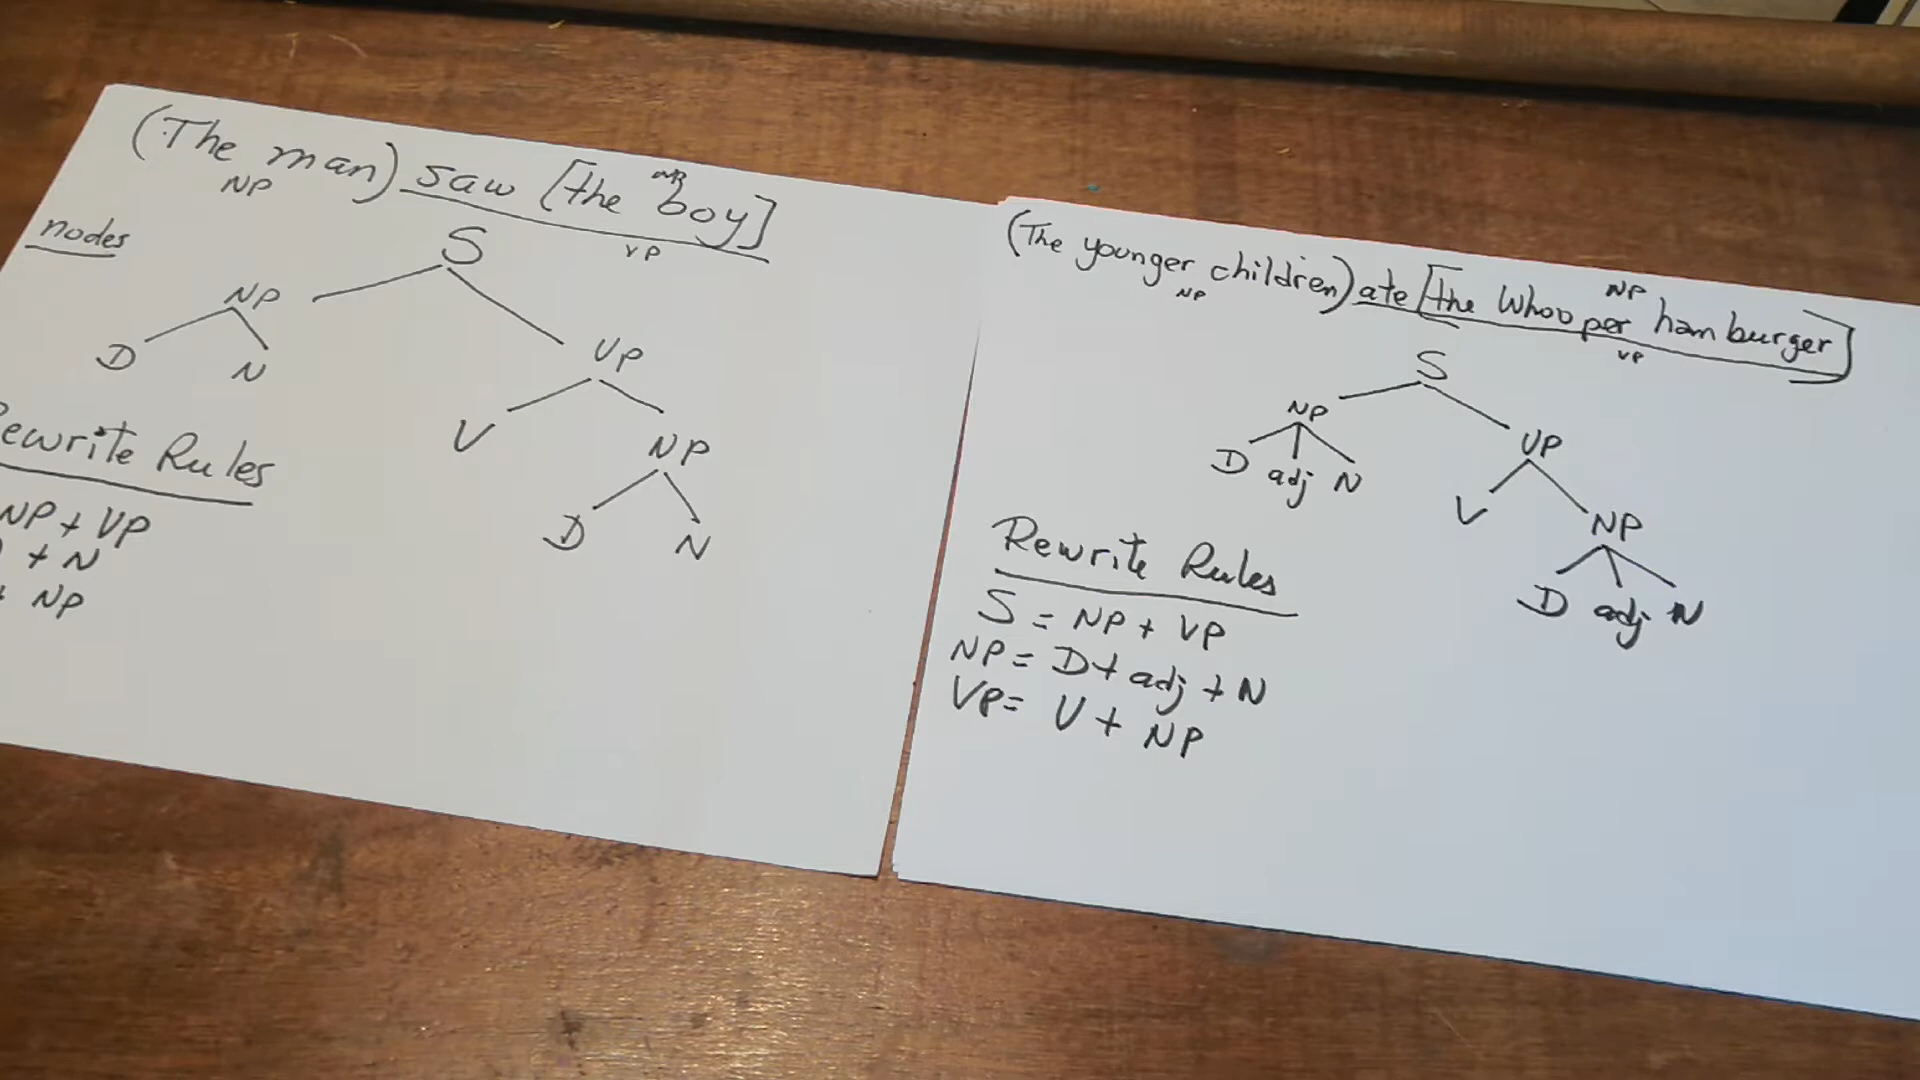 (The man) saw [the boy]
NP
NP
VP
nodes
S
NP
VP
D N
V NP
D N
Rewrite Rules
NP + VP
+ N
+ NP
(The younger children) ate [the Whooper hamburger]
NP
NP
VP
S
NP
VP
D adj N
V NP
D adj N
Rewrite Rules
S = NP + VP
NP = D + adj + N
VP = V + NP